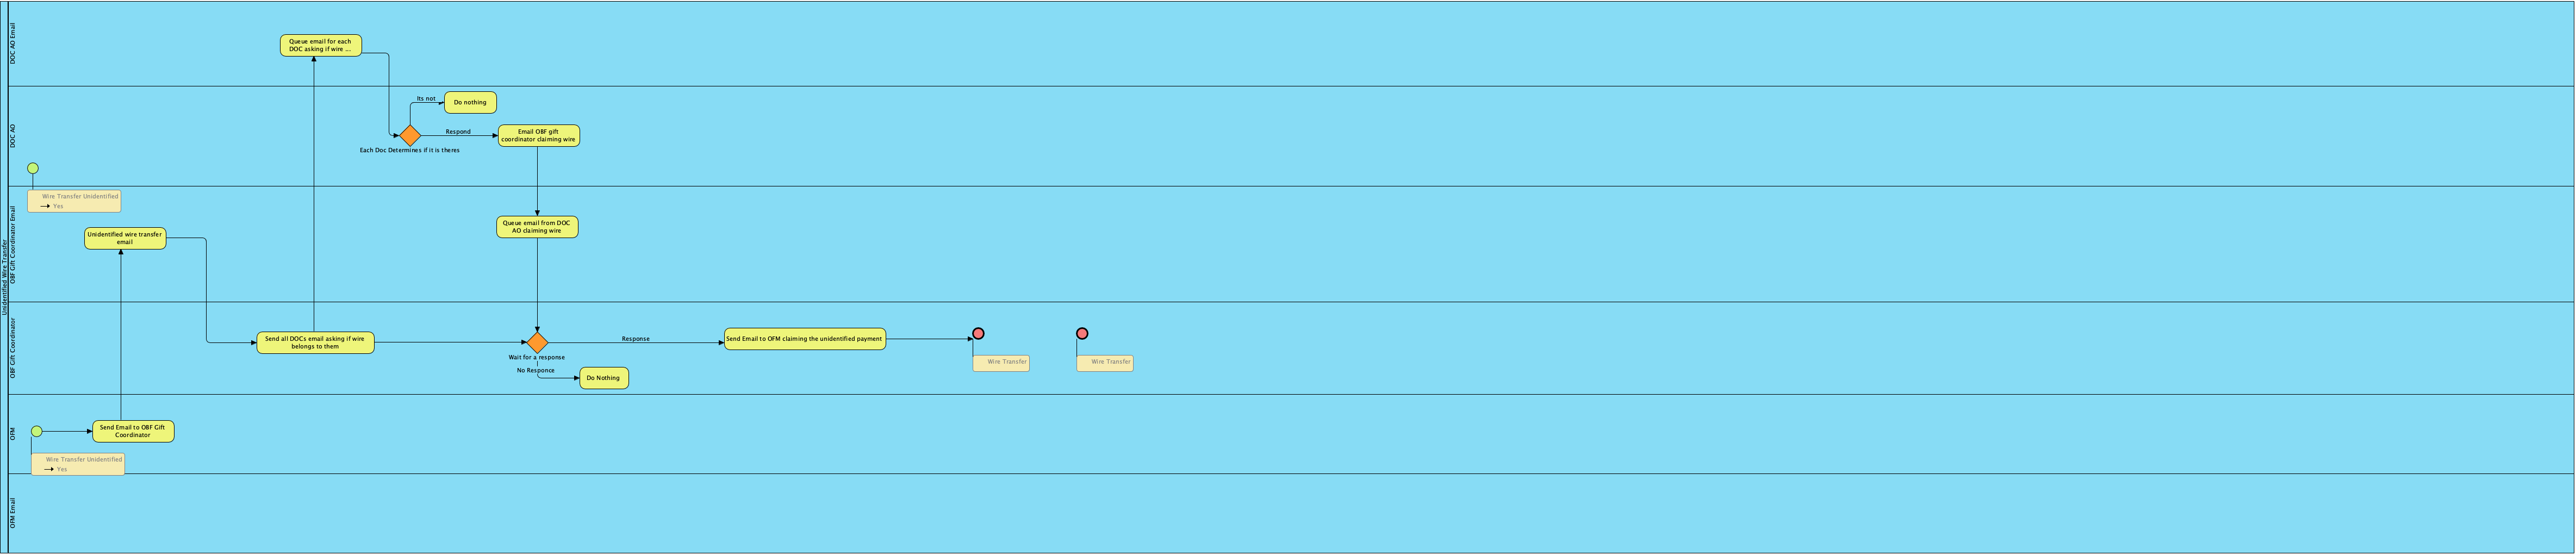 Unidentified Wire Transfer
DOC AO Email
Queue email for each
DOC asking if wire ...
DOC AO
Its not
Do nothing
Respond
Email OBF gift
coordinator claiming wire
Each Doc Determines if it is theres
Wire Transfer Unidentified
Yes
OBF Gift Coordinator Email
Unidentified wire transfer
email
Queue email from DOC
AO claiming wire
OBF Gift Coordinator
Send all DOCs email asking if wire
belongs to them
Wait for a response
Response
No Responce
Do Nothing
Send Email to OFM claiming the unidentified payment
Wire Transfer
Wire Transfer
OFM
Send Email to OBF Gift
Coordinator
Wire Transfer Unidentified
Yes
OFM Email